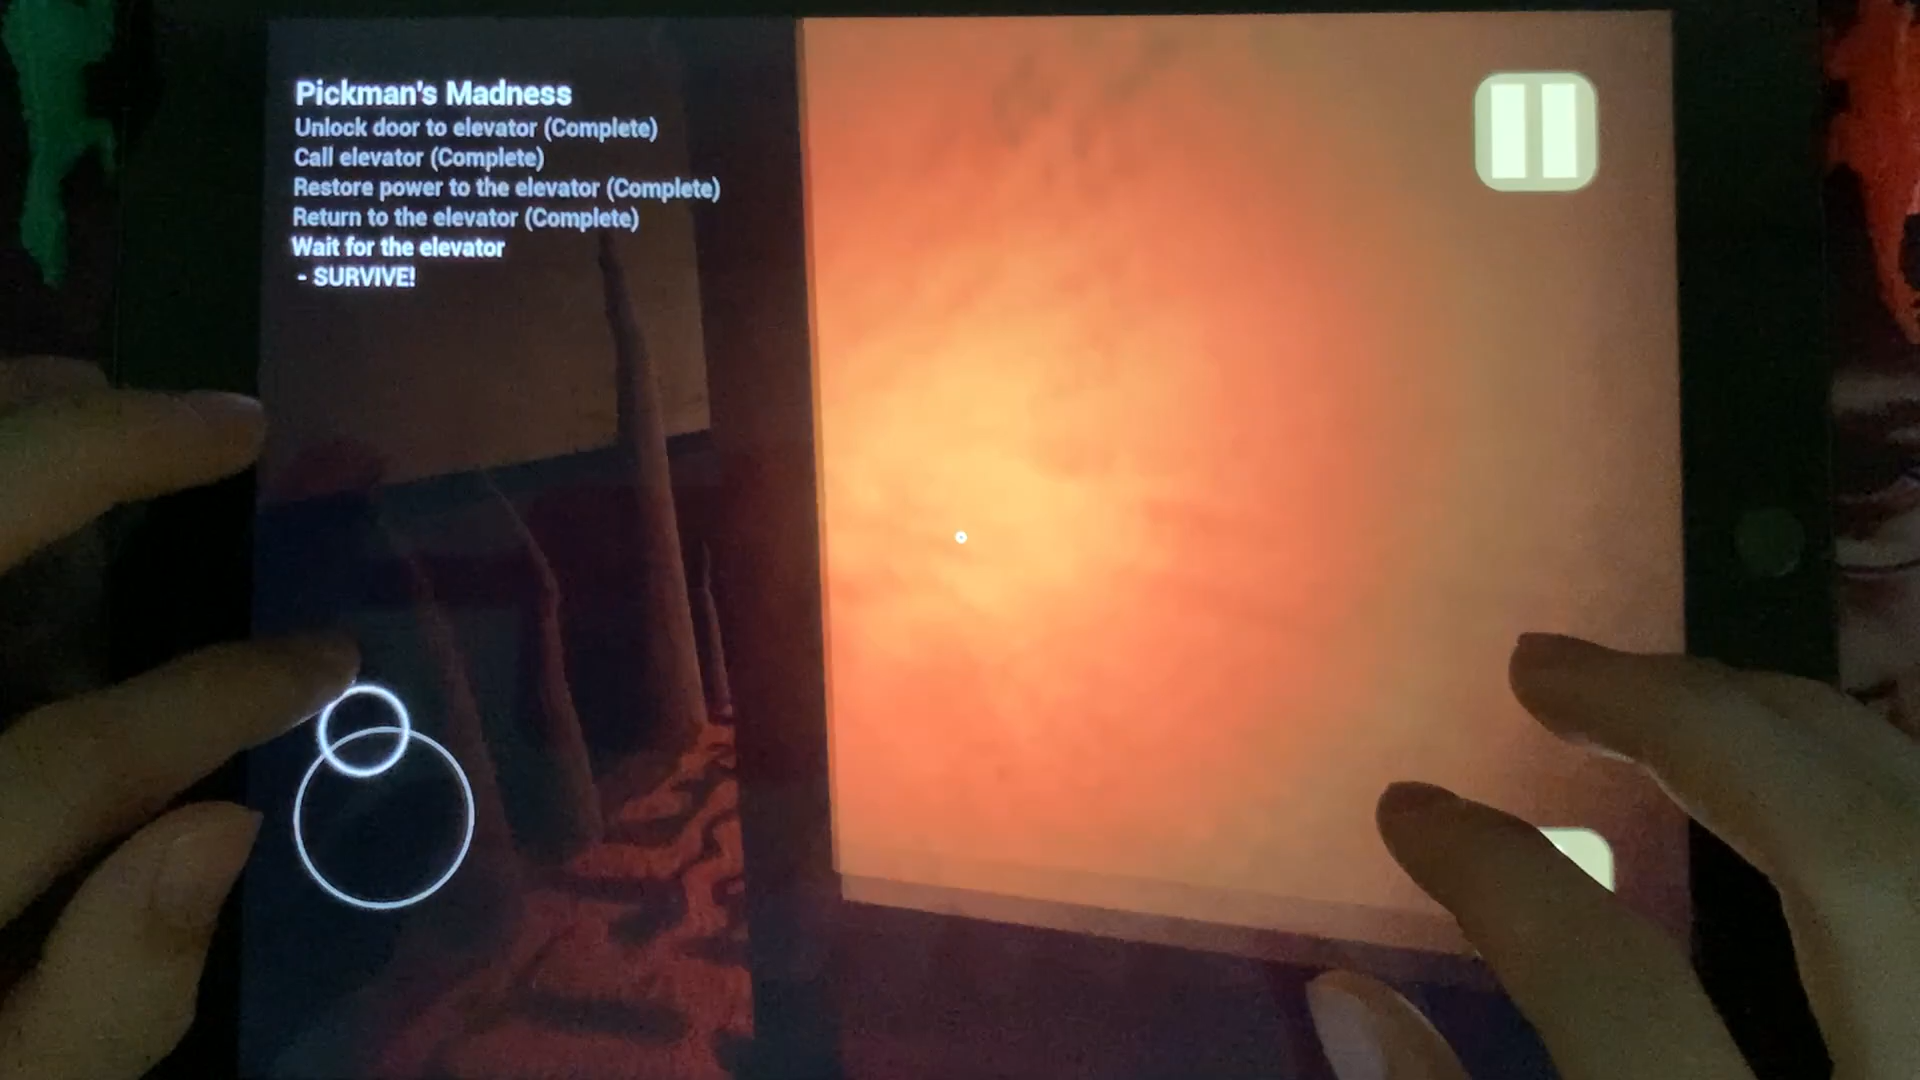 Pickman's Madness
Unlock door to elevator (Complete)
Call elevator (Complete)
Restore power to the elevator (Complete)
Return to the elevator (Complete)
Wait for the elevator
- SURVIVE!